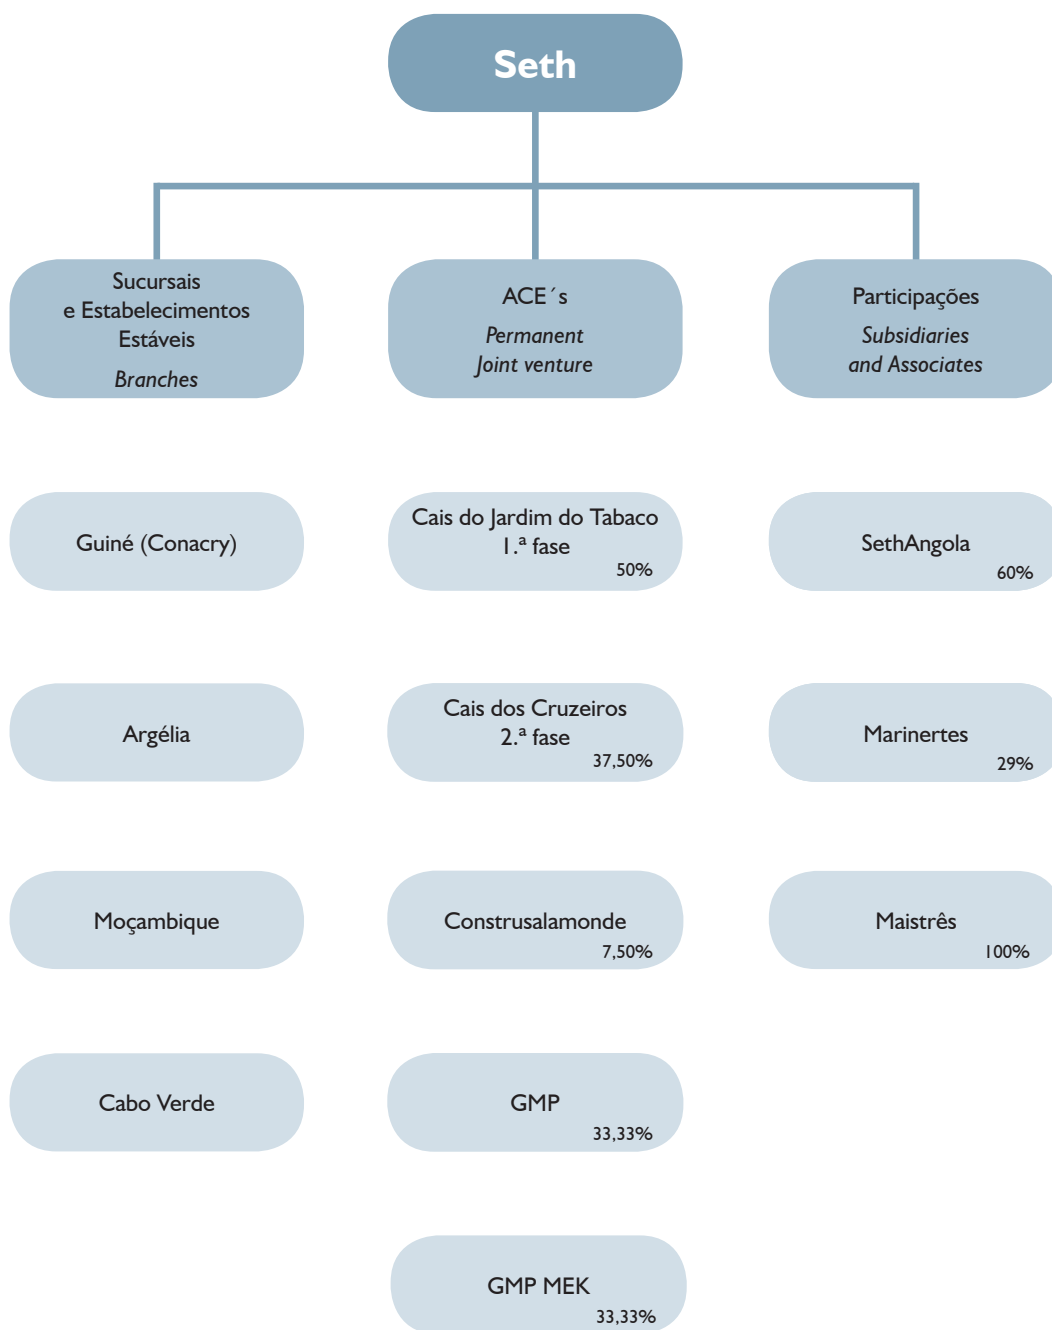 Seth
Sucursais
e Estabelecimentos
Estáveis
Branches
ACE´s
Permanent
Joint venture
Participações
Subsidiaries
and Associates
Guiné (Conacry)
Cais do Jardim do Tabaco
1.ª fase
50%
SethAngola
60%
Argélia
Cais dos Cruzeiros
2.ª fase
37,50%
Marinertes
29%
Moçambique
Construsalamonde
7,50%
Maistrês
100%
Cabo Verde
GMP
33,33%
GMP MEK
33,33%